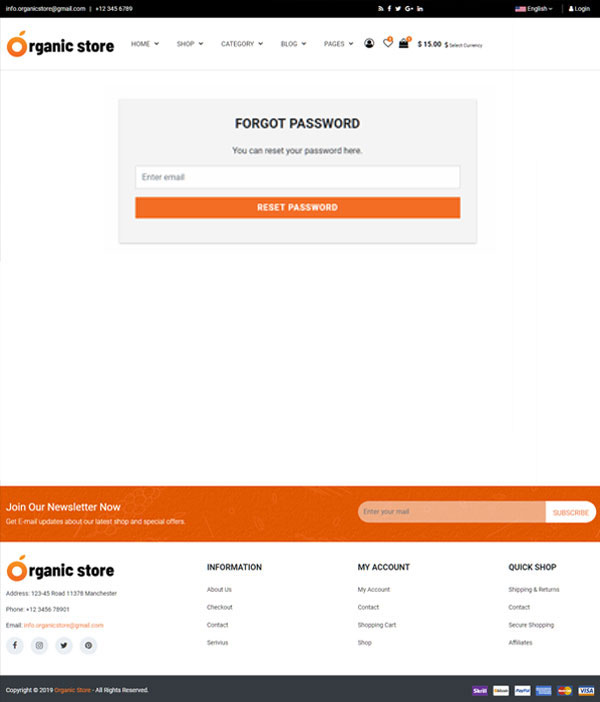 info.organicstore@gmail.com | +12 345 6789 English Login
Organic store HOME SHOP CATEGORY BLOG PAGES $ 15.00 $ Select Currency
FORGOT PASSWORD
You can reset your password here.
Enter email
RESET PASSWORD
Join Our Newsletter Now
Get E-mail updates about our latest shop and special offers.
Enter your mail SUBSCRIBE
Organic store
Address: 123-45 Road 11378 Manchester
Phone: +12 3456 78901
Email: info.organicstore@gmail.com
INFORMATION
About Us
Checkout
Contact
Serivius
MY ACCOUNT
My Account
Contact
Shopping Cart
Shop
QUICK SHOP
Shipping & Returns
Contact
Secure Shopping
Affiliates
Copyright © 2019 Organic Store - All Rights Reserved. Skrill PayPal VISA